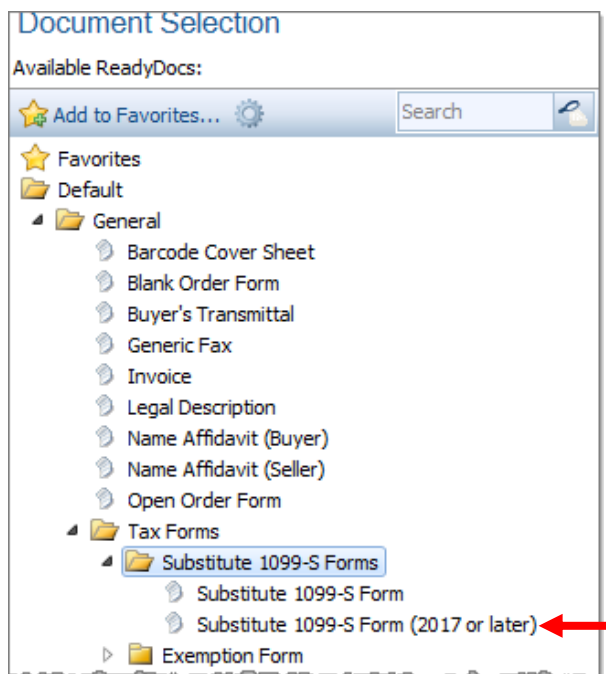 Document Selection
Available ReadyDocs:
Add to Favorites... Search
Favorites
Default
General
Barcode Cover Sheet
Blank Order Form
Buyer's Transmittal
Generic Fax
Invoice
Legal Description
Name Affidavit (Buyer)
Name Affidavit (Seller)
Open Order Form
Tax Forms
Substitute 1099-S Forms
Substitute 1099-S Form
Substitute 1099-S Form (2017 or later)
Exemption Form